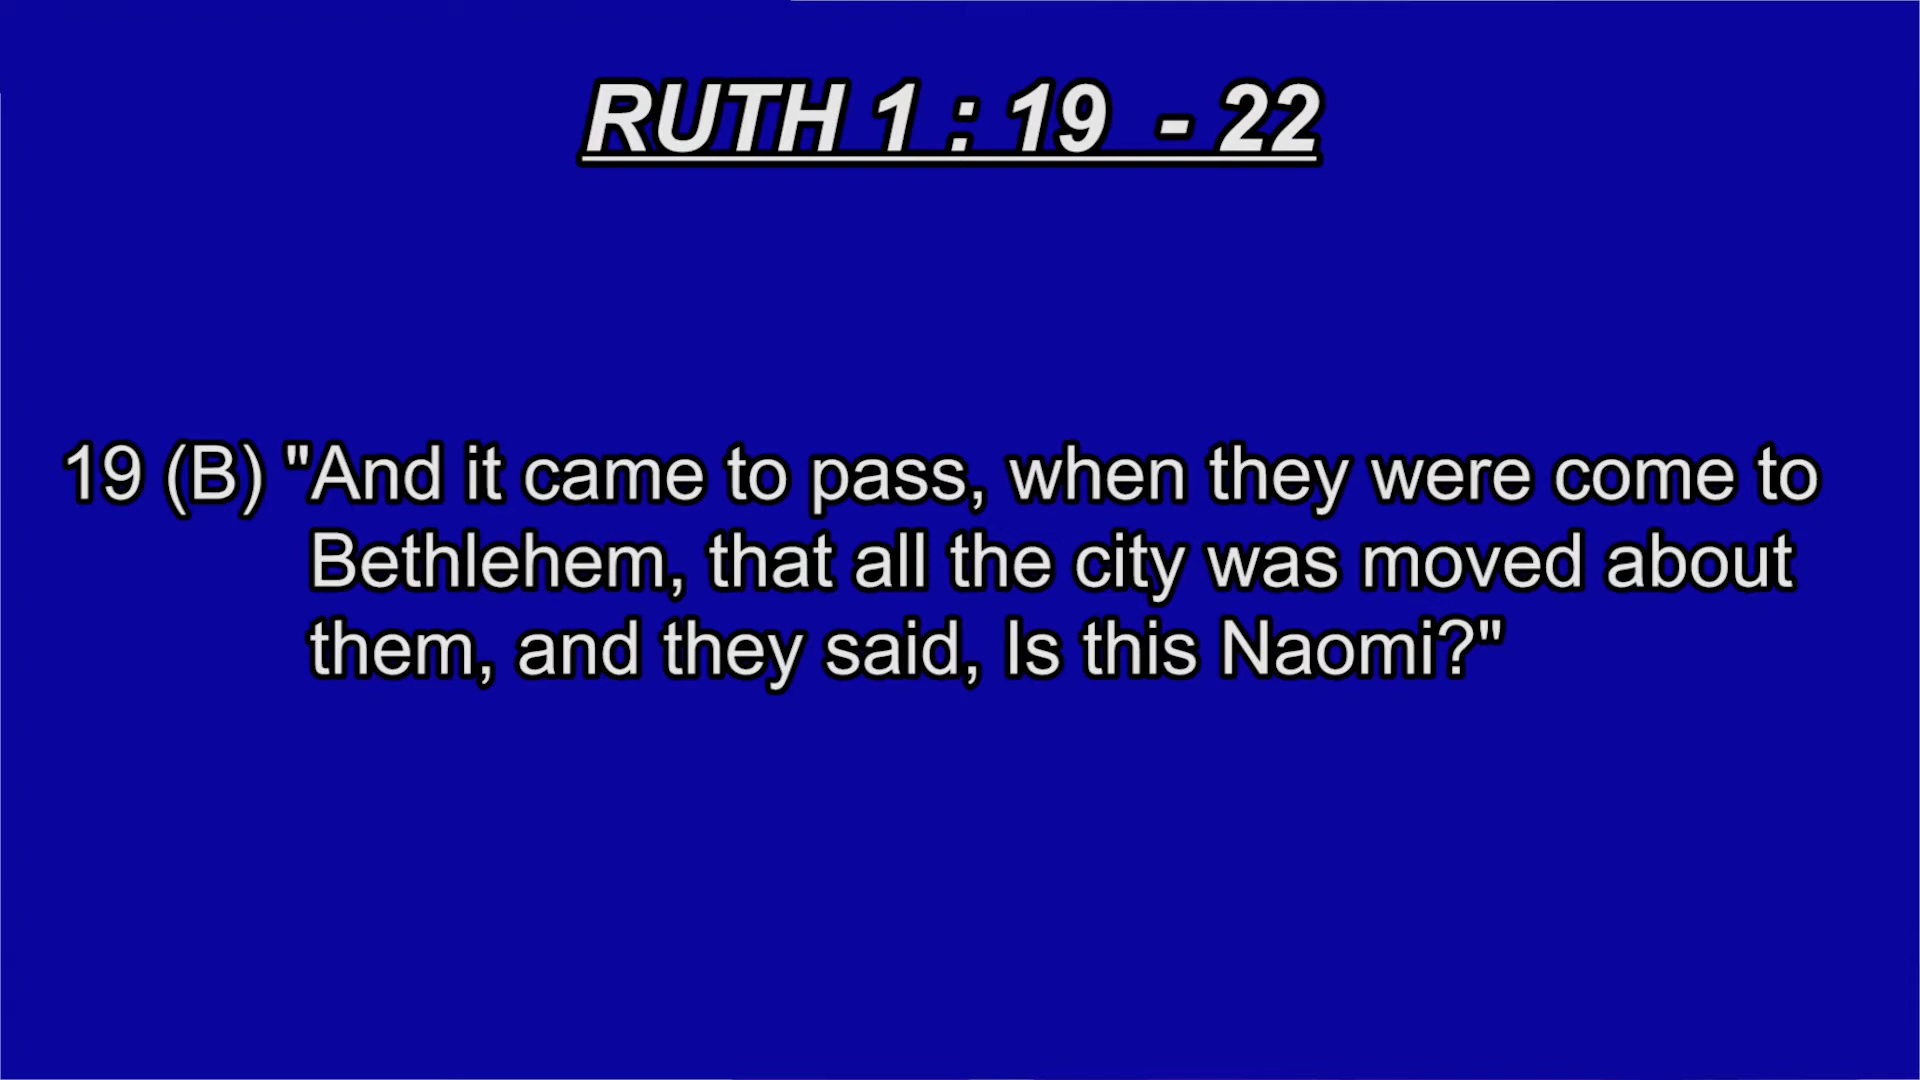 RUTH 1 : 19 - 22
19 (B) "And it came to pass, when they were come to
Bethlehem, that all the city was moved about
them, and they said, Is this Naomi?"